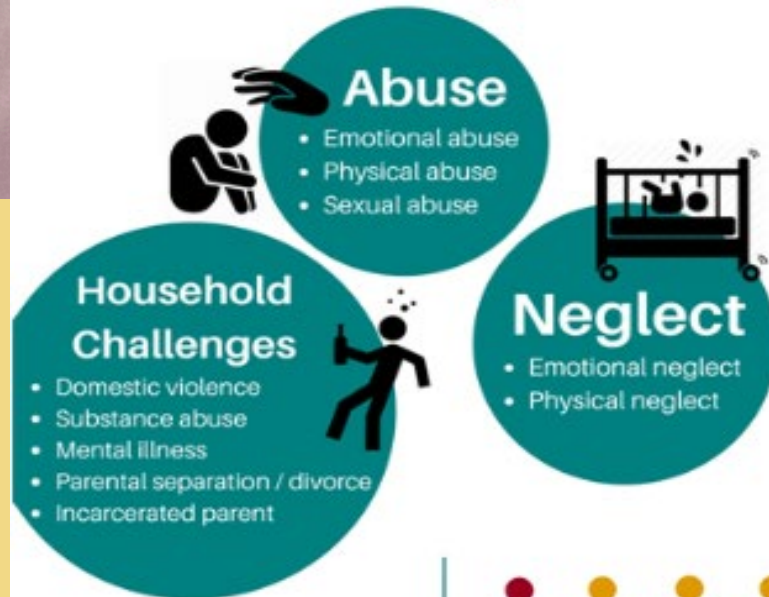 Abuse
• Emotional abuse
• Physical abuse
• Sexual abuse
Household
Challenges
• Domestic violence
• Substance abuse
• Mental illness
• Parental separation / divorce
• Incarcerated parent
Neglect
• Emotional neglect
• Physical neglect